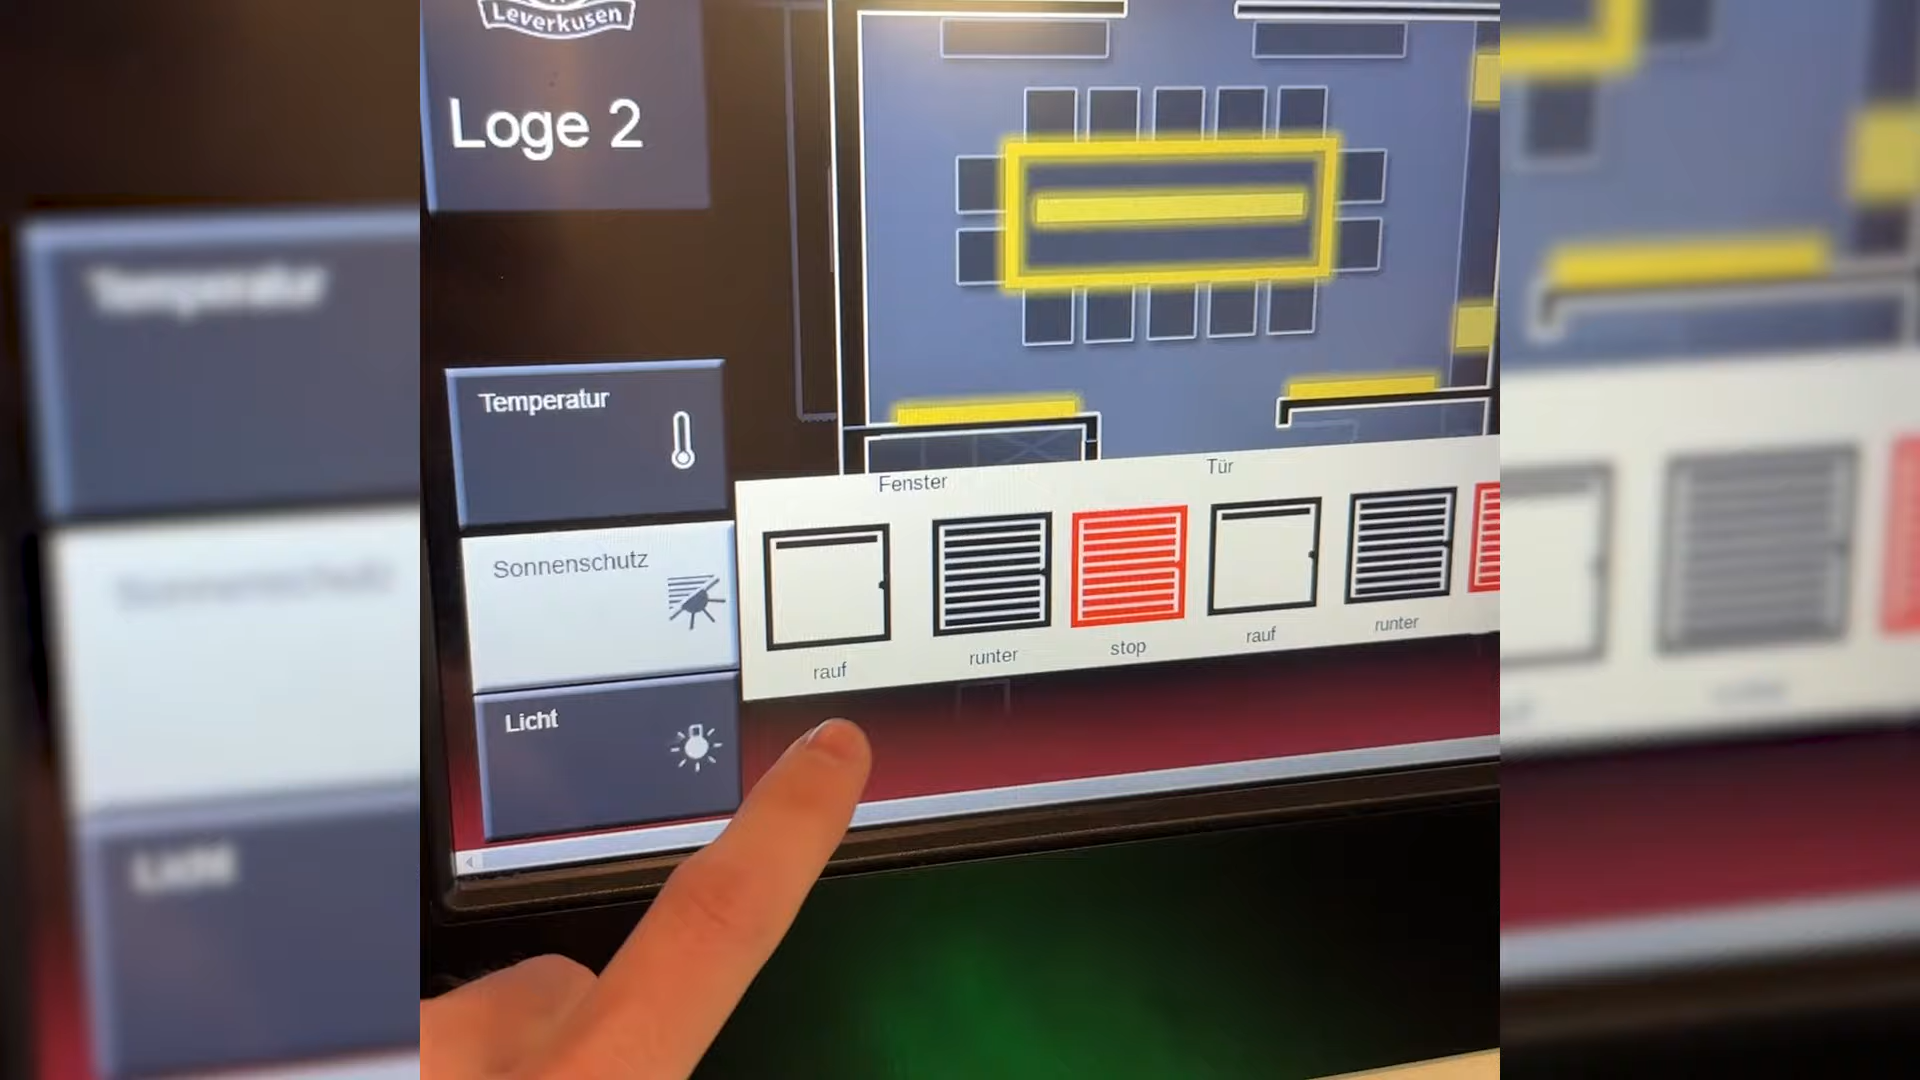 Leverkusen
Loge 2
Temperatur
Sonnenschutz
Licht
Fenster
Tür
rauf
runter
stop
rauf
runter